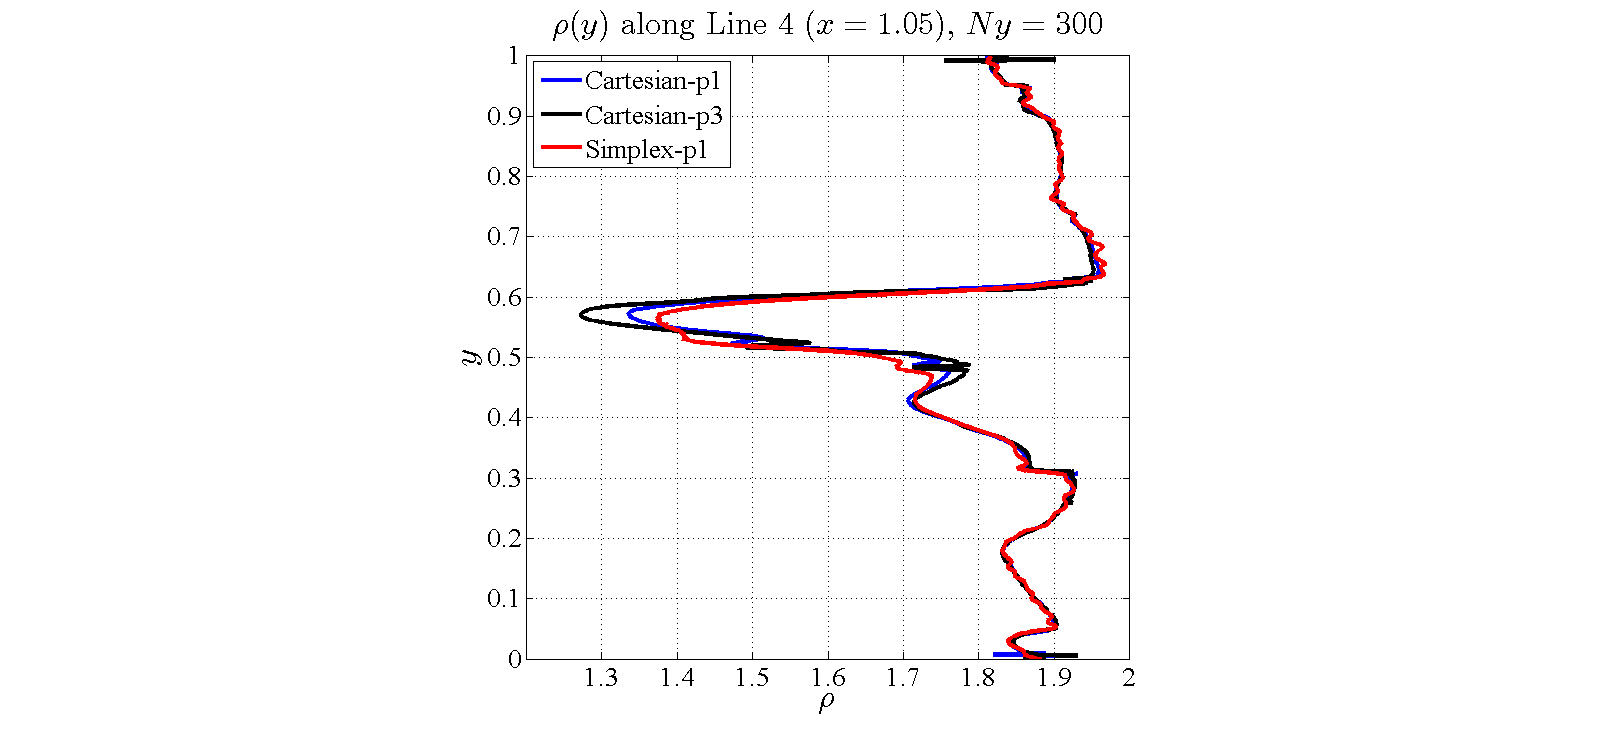 ρ(y) along Line 4 (x = 1.05), Ny = 300
1
Cartesian-p1
Cartesian-p3
Simplex-p1
0.9
0.8
0.7
0.6
0.5
y
0.4
0.3
0.2
0.1
0
1.3 1.4 1.5 1.6 1.7 1.8 1.9 2
ρ